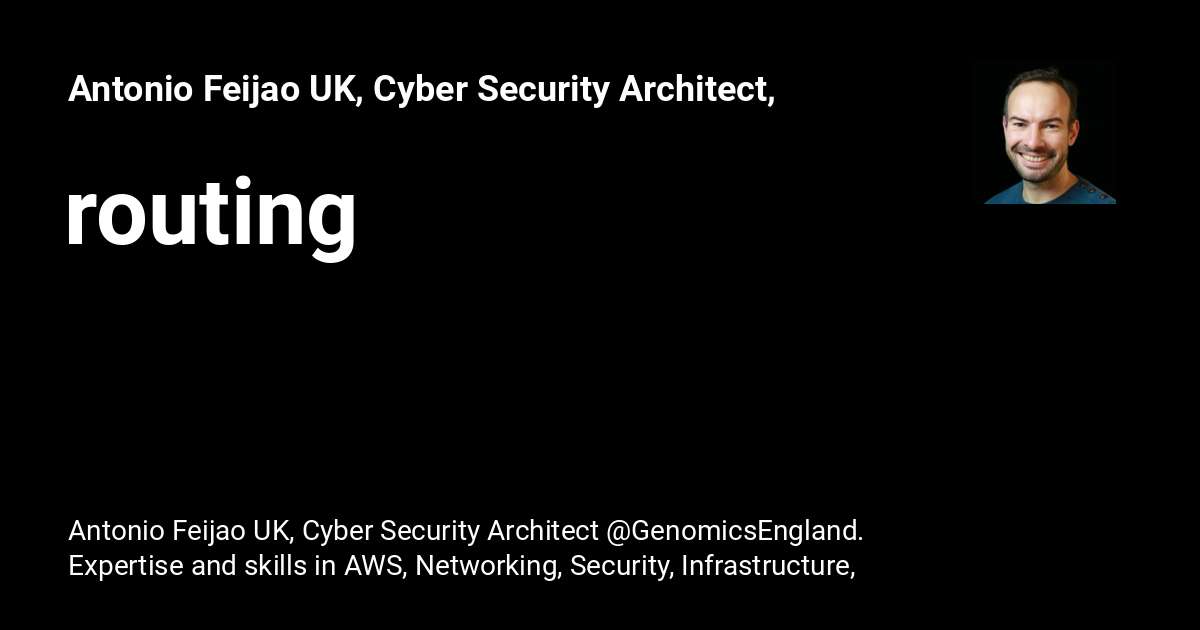 Antonio Feijao UK, Cyber Security Architect,
routing
Antonio Feijao UK, Cyber Security Architect @GenomicsEngland.
Expertise and skills in AWS, Networking, Security, Infrastructure,